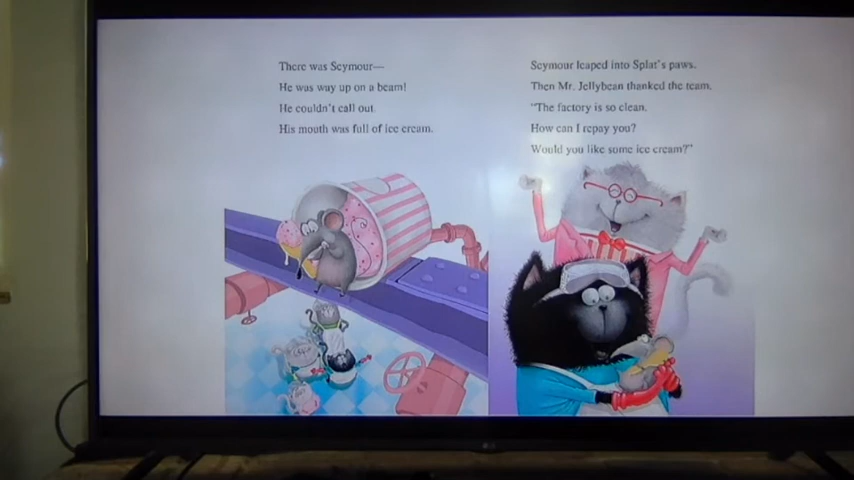 There was Seymour—
He was way up on a beam!
He couldn't call out.
His mouth was full of ice cream.
Seymour leaped into Splat's paws.
Then Mr. Jellybean thanked the team.
"The factory is so clean.
How can I repay you?
Would you like some ice cream?"
LG